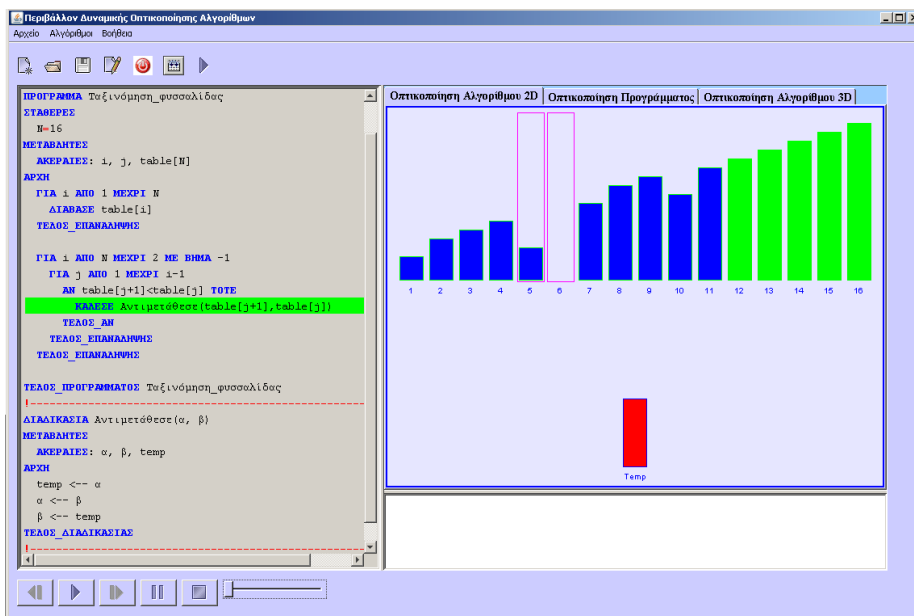 Περιβάλλον Δυναμικής Οπτικοποίησης Αλγορίθμων
Αρχείο Αλγόριθμοι Βοήθεια
ΠΡΟΓΡΑΜΜΑ Ταξινόμηση_φυσσαλίδας
ΣΤΑΘΕΡΕΣ
N=16
ΜΕΤΑΒΛΗΤΕΣ
ΑΚΕΡΑΙΕΣ: i, j, table[N]
ΑΡΧΗ
ΓΙΑ i ΑΠΟ 1 ΜΕΧΡΙ N
ΔΙΑΒΑΣΕ table[i]
ΤΕΛΟΣ_ΕΠΑΝΑΛΗΨΗΣ
ΓΙΑ i ΑΠΟ N ΜΕΧΡΙ 2 ΜΕ ΒΗΜΑ -1
ΓΙΑ j ΑΠΟ 1 ΜΕΧΡΙ i-1
ΑΝ table[j+1]<table[j] ΤΟΤΕ
ΚΑΛΕΣΕ Αντιμετάθεσε(table[j+1],table[j])
ΤΕΛΟΣ_ΑΝ
ΤΕΛΟΣ_ΕΠΑΝΑΛΗΨΗΣ
ΤΕΛΟΣ_ΕΠΑΝΑΛΗΨΗΣ
ΤΕΛΟΣ_ΠΡΟΓΡΑΜΜΑΤΟΣ Ταξινόμηση_φυσσαλίδας
!----------------------------------------
ΔΙΑΔΙΚΑΣΙΑ Αντιμετάθεσε(α, β)
ΜΕΤΑΒΛΗΤΕΣ
ΑΚΕΡΑΙΕΣ: α, β, temp
ΑΡΧΗ
temp <-- α
α <-- β
β <-- temp
ΤΕΛΟΣ_ΔΙΑΔΙΚΑΣΙΑΣ
!----------------------------------------
Οπτικοποίηση Αλγορίθμου 2D Οπτικοποίηση Προγράμματος Οπτικοποίηση Αλγορίθμου 3D
1 2 3 4 5 6 7 8 9 10 11 12 13 14 15 16
Temp